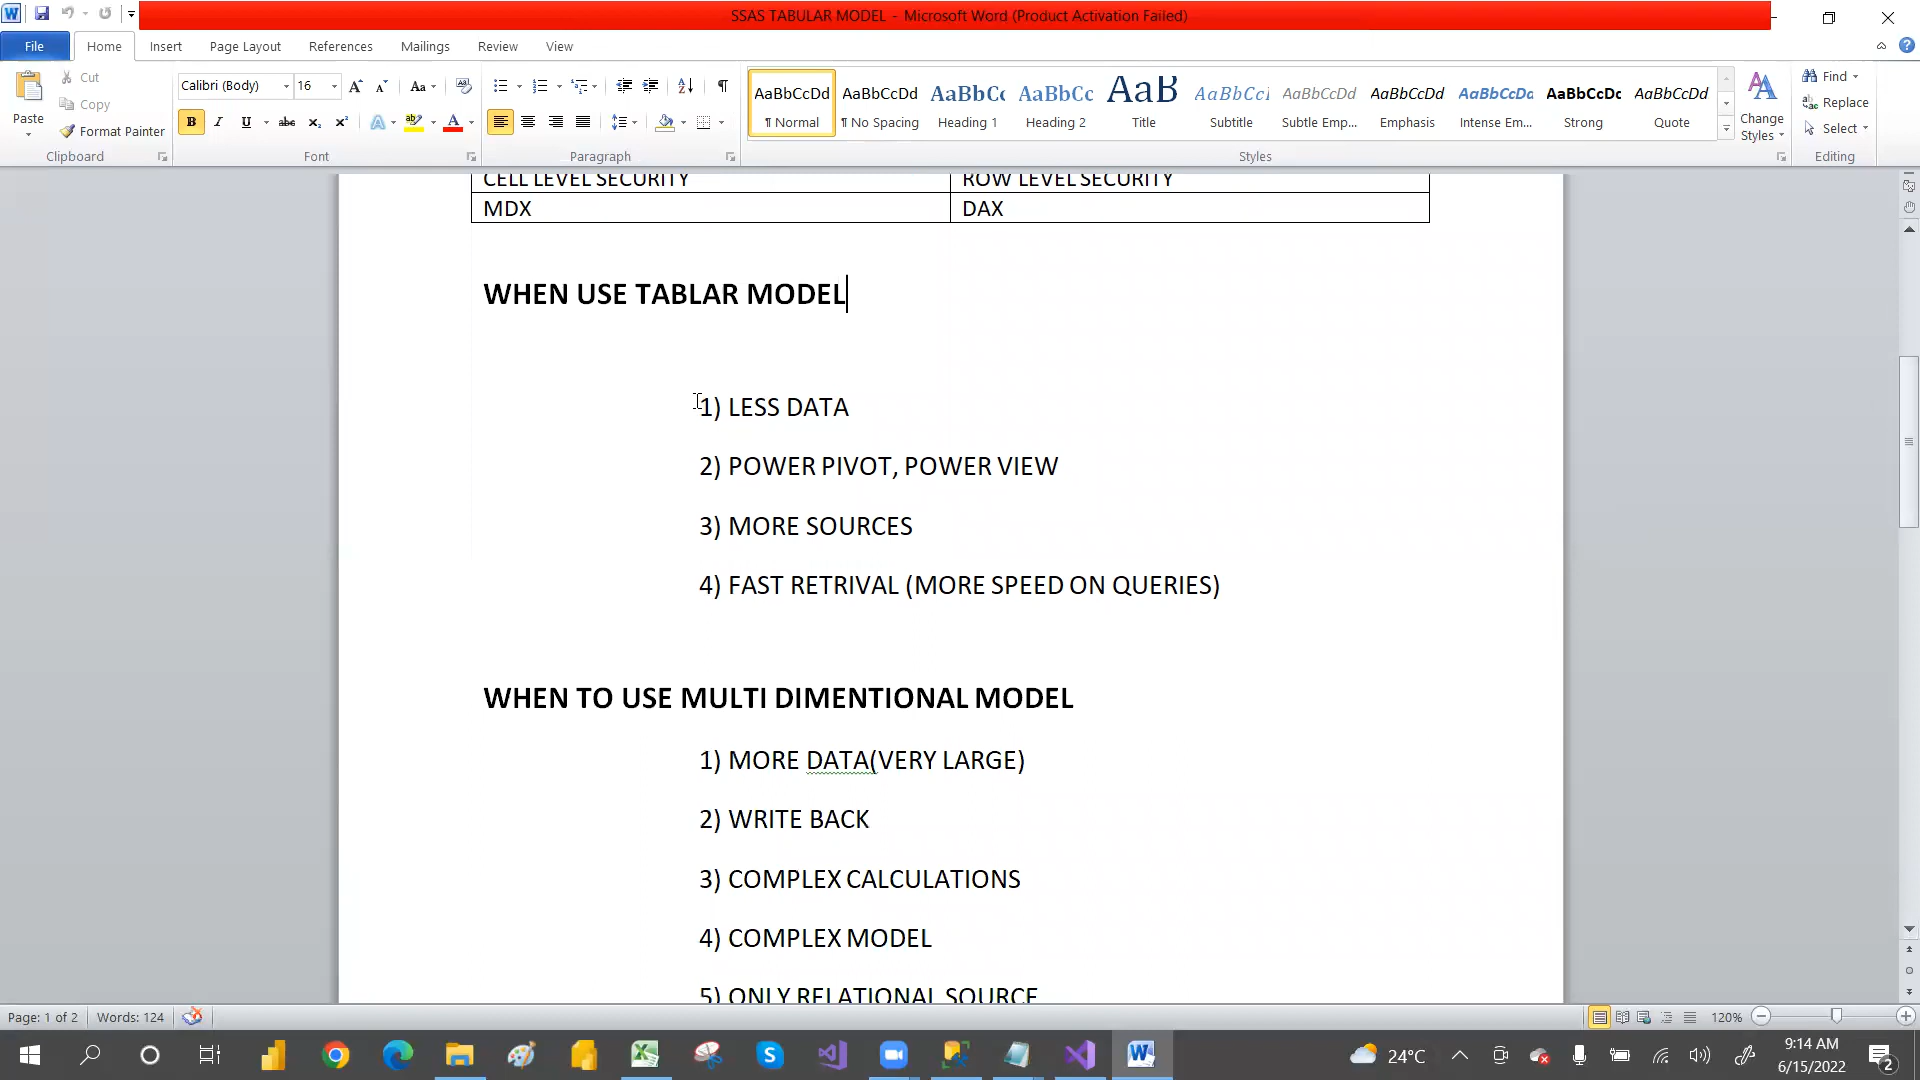 SSAS TABULAR MODEL - Microsoft Word (Product Activation Failed)
File Home Insert Page Layout References Mailings Review View
Paste
Cut
Copy
Format Painter
Clipboard
Calibri (Body) 16
Font
Paragraph
AaBbCcDd AaBbCcDd AaBbCc AaBbCc AaB AaBbCcI AaBbCcDd AaBbCcDd AaBbCcDd AaBbCcDc AaBbCcDd
¶ Normal ¶ No Spacing Heading 1 Heading 2 Title Subtitle Subtle Emp... Emphasis Intense Em... Strong Quote
Change
Styles
Styles
Find
Replace
Select
Editing
CELL LEVEL SECURITY ROW LEVEL SECURITY
MDX DAX
WHEN USE TABLAR MODEL
1) LESS DATA
2) POWER PIVOT, POWER VIEW
3) MORE SOURCES
4) FAST RETRIVAL (MORE SPEED ON QUERIES)
WHEN TO USE MULTI DIMENTIONAL MODEL
1) MORE DATA(VERY LARGE)
2) WRITE BACK
3) COMPLEX CALCULATIONS
4) COMPLEX MODEL
5) ONLY RELATIONAL SOURCE
Page: 1 of 2 Words: 124 120%
24°C
9:14 AM
6/15/2022
2